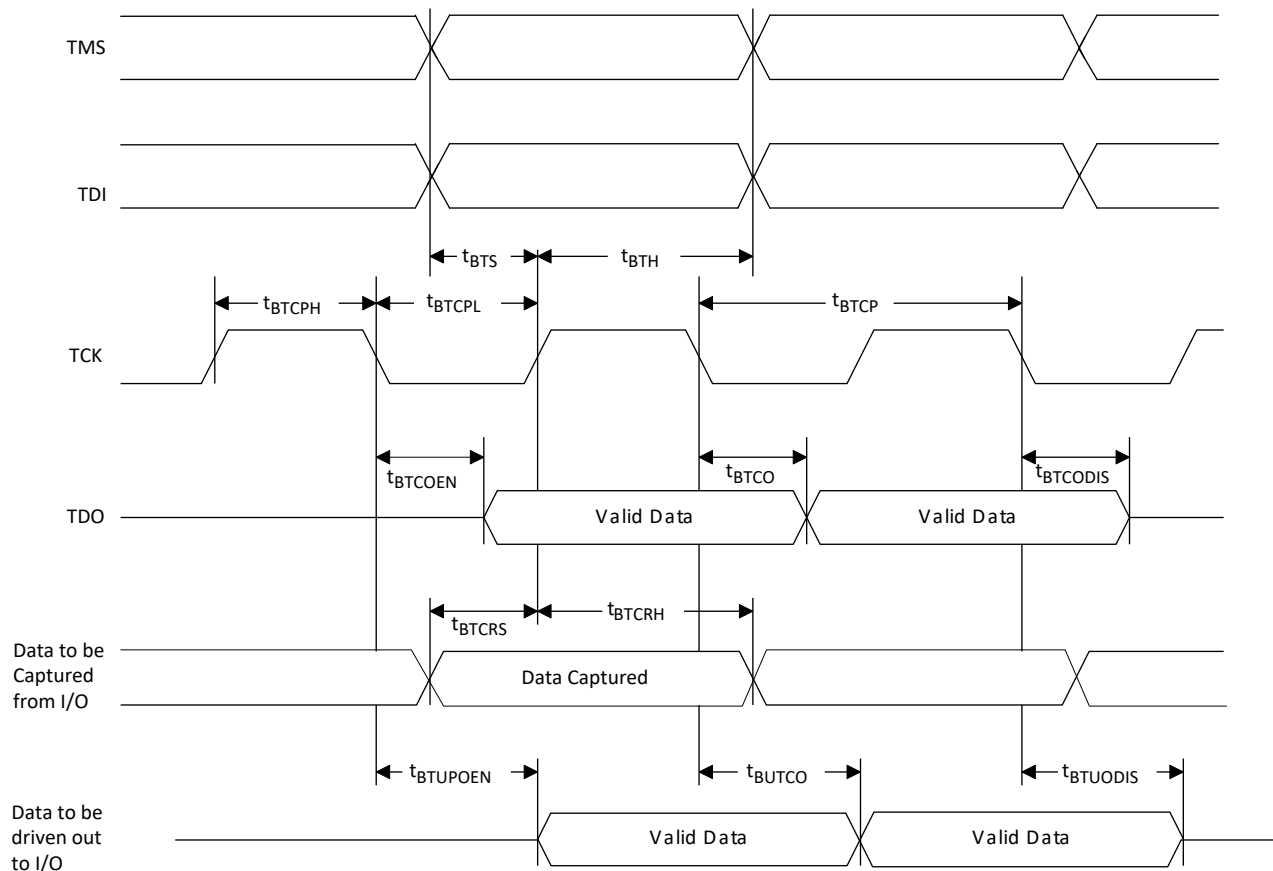 TMS
TDI
tBTS
tBTH
tBTCPH
tBTCPL
tBTCP
TCK
tBTCOEN
tBTCO
tBTCODIS
TDO
Valid Data
Valid Data
tBTCRS
tBTCRH
Data to be
Captured
from I/O
Data Captured
tBTUPOEN
tBUTCO
tBTUODIS
Data to be
driven out
to I/O
Valid Data
Valid Data